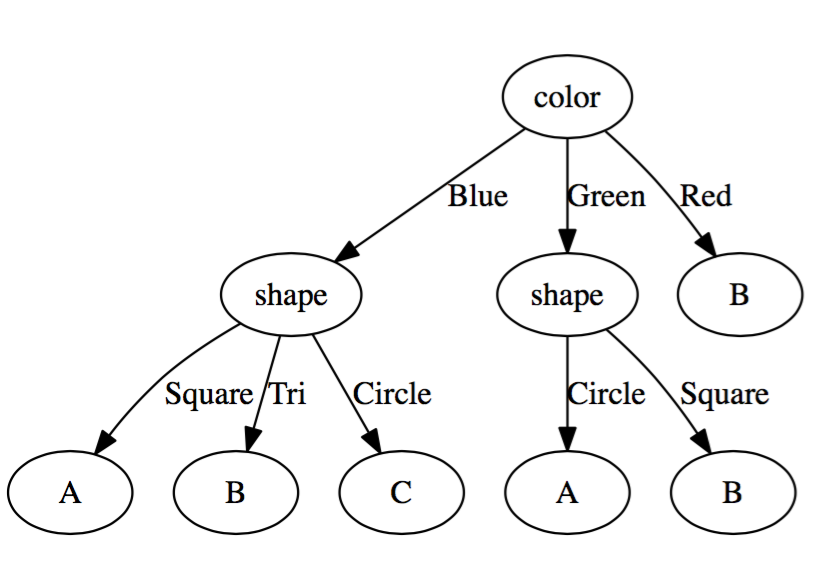 color
Blue Green Red
shape shape B
Square Tri Circle Circle Square
A B C A B